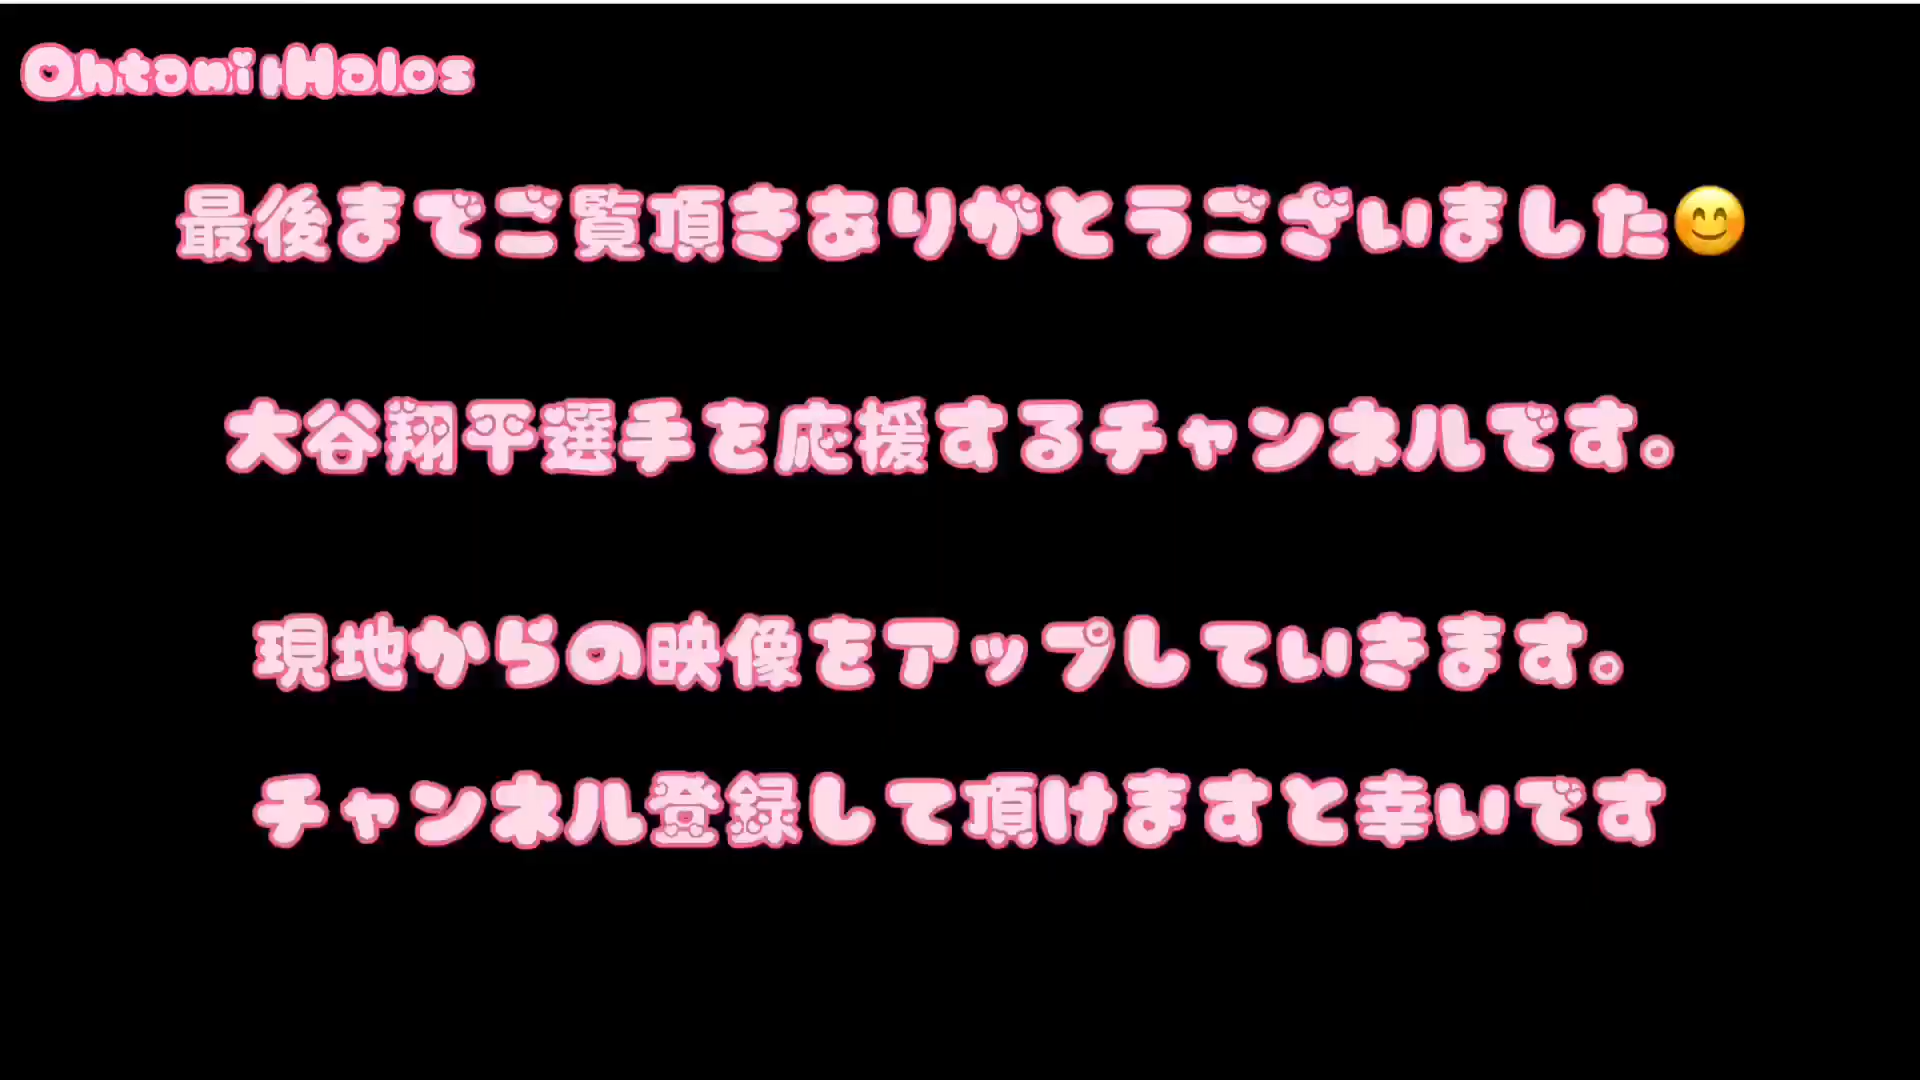 Ohtani Halos
最後までご覧頂きありがとうございました😊
大谷翔平選手を応援するチャンネルです。
現地からの映像をアップしていきます。
チャンネル登録して頂けますと幸いです